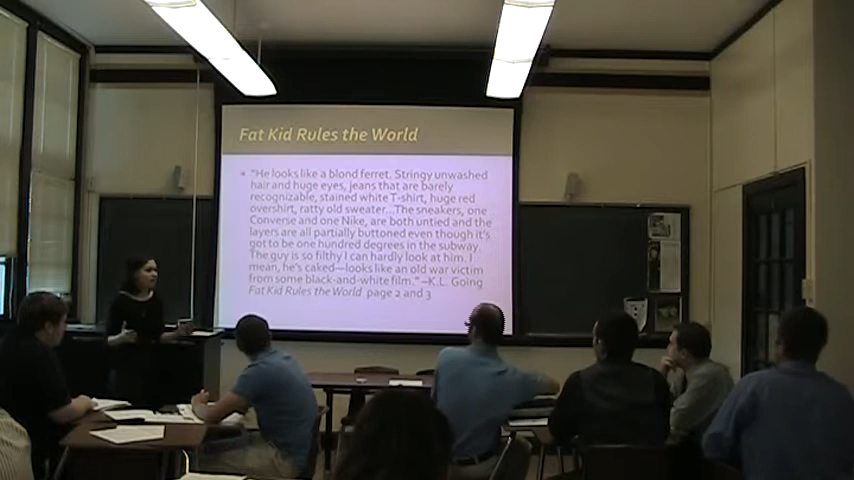 Fat Kid Rules the World
"He looks like a blond ferret. Stringy unwashed
hair and huge eyes, jeans that are barely
recognizable, stained white T-shirt, huge red
overshirt, ratty old sweater...The sneakers, one
Converse and one Nike, are both untied and the
layers are all partially buttoned even though it's
got to be one hundred degrees in the subway.
The guy is so filthy I can hardly look at him. I
mean, he's caked—looks like an old war victim
from some black-and-white film." –K.L. Going
Fat Kid Rules the World page 2 and 3